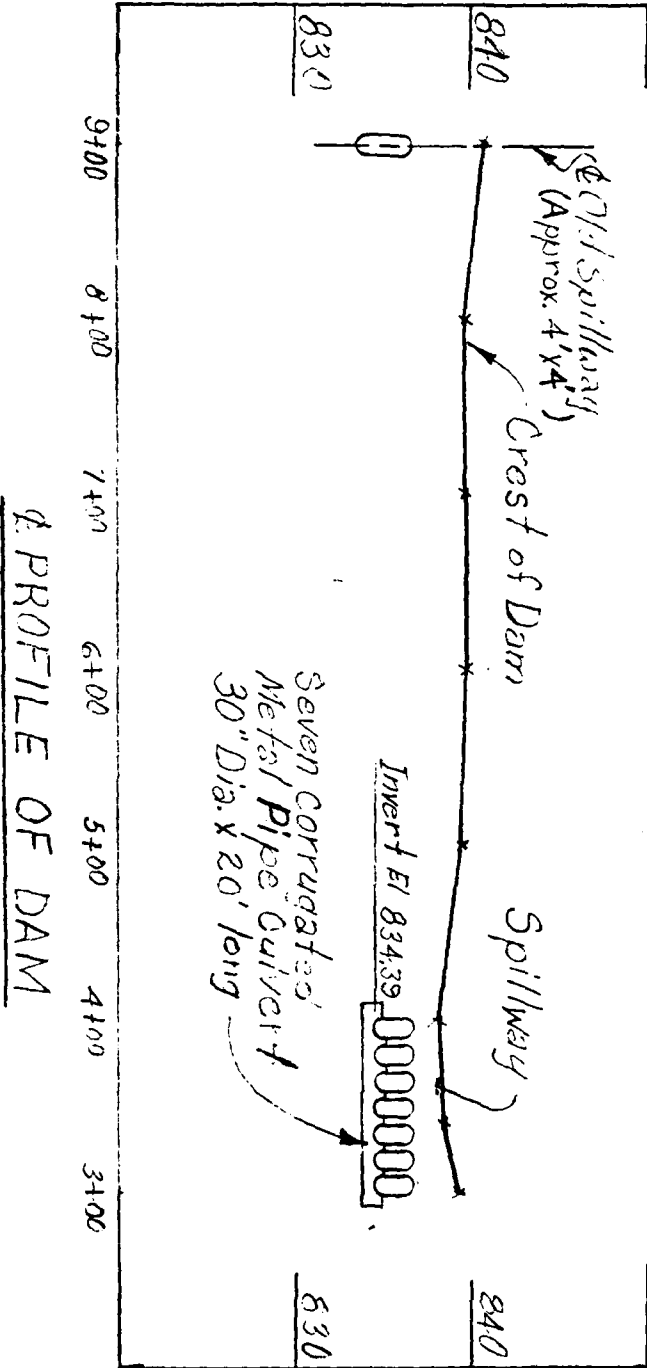 ℄ Old Spillway
(Approx. 4'x4')
840
830
Crest of Dam
Spillway
840
830
Invert El 834.39
Seven Corrugated
Metal Pipe Culvert
30" Dia. x 20' long
9+00
8+00
7+00
6+00
5+00
4+00
3+00
℄ PROFILE OF DAM